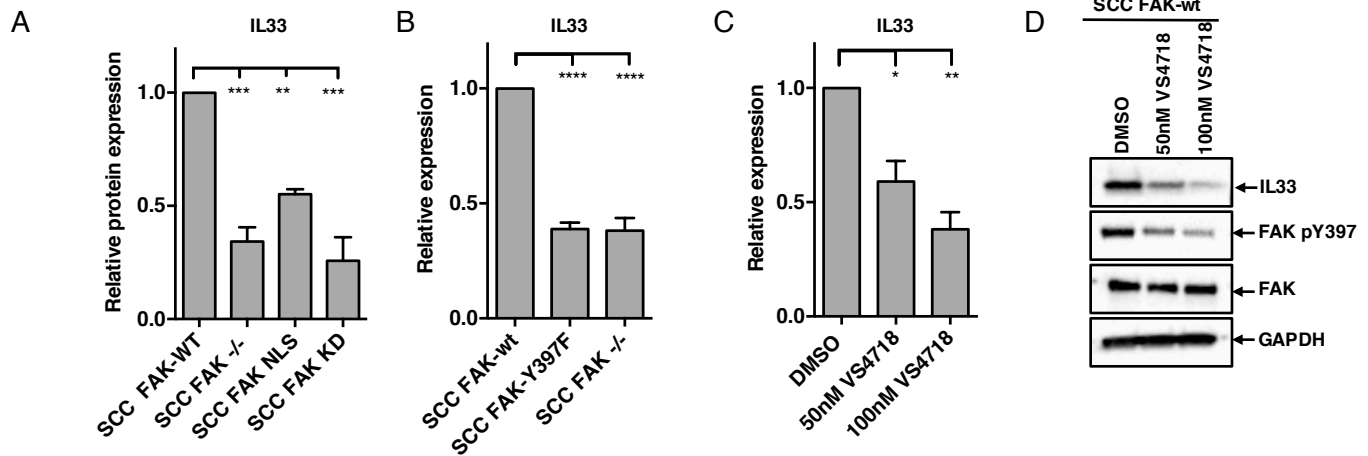 A
IL33
Relative protein expression
1.0
0.5
0.0
*** ** ***
SCC FAK-WT
SCC FAK -/-
SCC FAK NLS
SCC FAK KD
B
IL33
Relative expression
1.0
0.5
0.0
**** ****
SCC FAK-wt
SCC FAK-Y397F
SCC FAK -/-
C
IL33
Relative expression
1.0
0.5
0.0
* **
DMSO
50nM VS4718
100nM VS4718
D
SCC FAK-wt
DMSO
50nM VS4718
100nM VS4718
IL33
FAK pY397
FAK
GAPDH